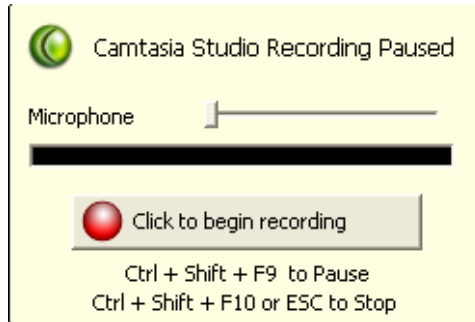 Camtasia Studio Recording Paused
Microphone
Click to begin recording
Ctrl + Shift + F9 to Pause
Ctrl + Shift + F10 or ESC to Stop